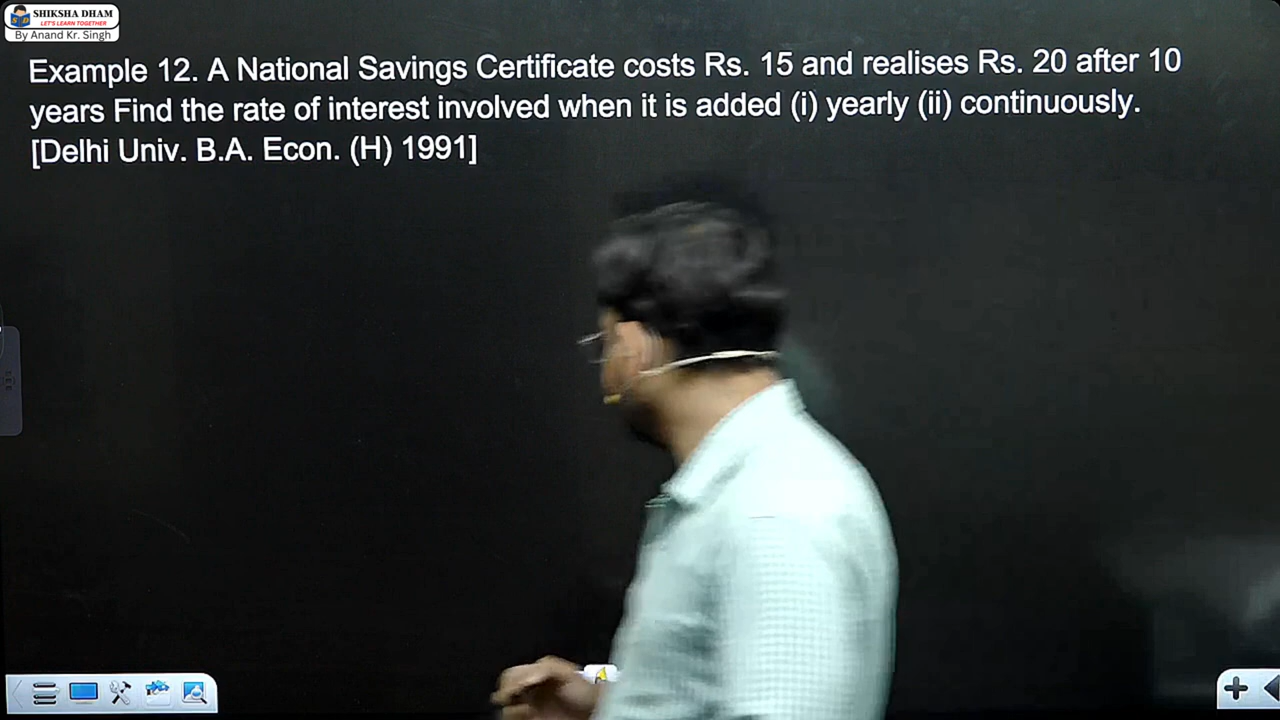 SHIKSHA DHAM
LET'S LEARN TOGETHER
By Anand Kr. Singh
Example 12. A National Savings Certificate costs Rs. 15 and realises Rs. 20 after 10
years Find the rate of interest involved when it is added (i) yearly (ii) continuously.
[Delhi Univ. B.A. Econ. (H) 1991]